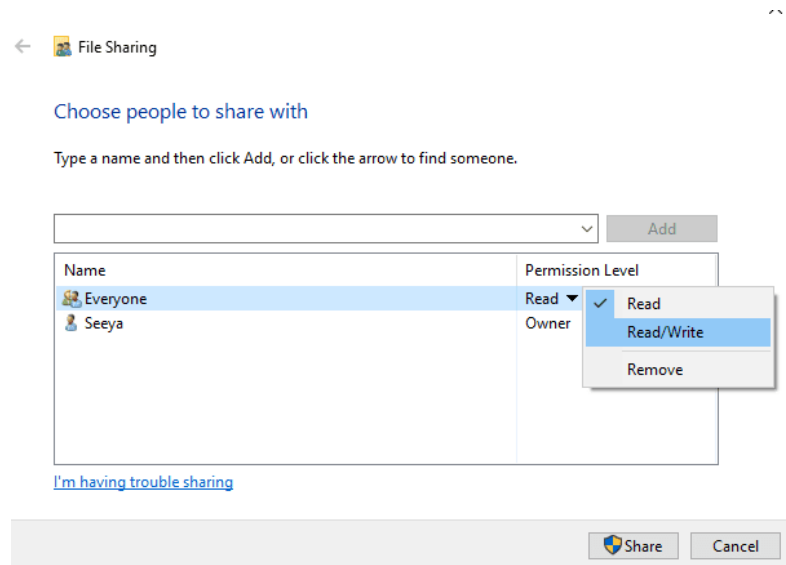 File Sharing
Choose people to share with
Type a name and then click Add, or click the arrow to find someone.
Add
Name Permission Level
Everyone Read Read
Seeya Owner Read/Write
Remove
I'm having trouble sharing
Share Cancel